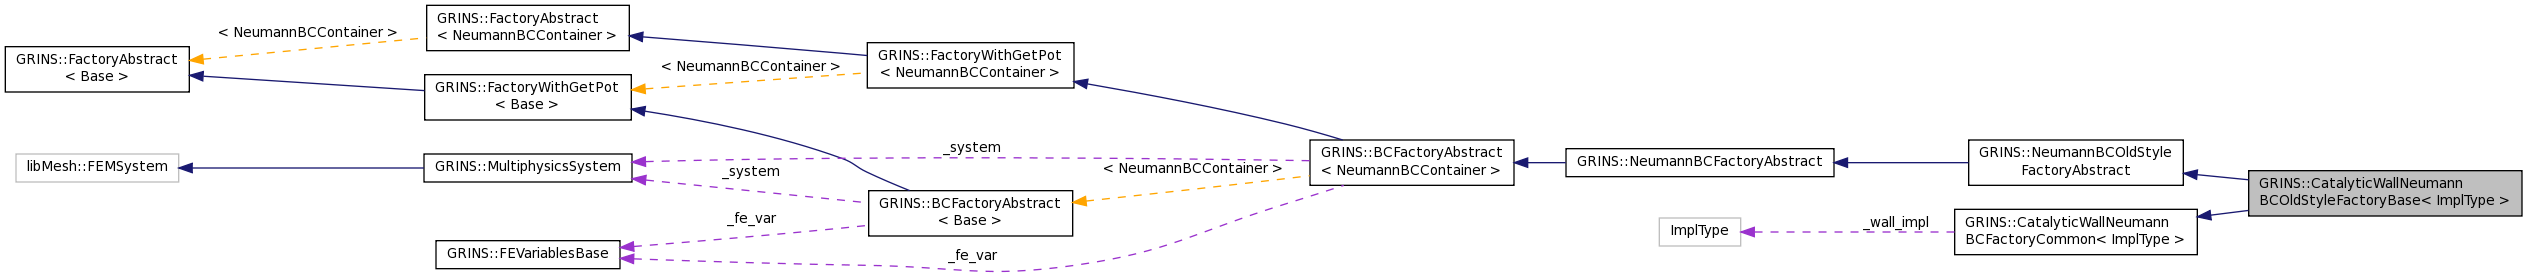 GRINS::FactoryAbstract
< Base >
< NeumannBCContainer >
GRINS::FactoryAbstract
< NeumannBCContainer >
GRINS::FactoryWithGetPot
< Base >
< NeumannBCContainer >
GRINS::FactoryWithGetPot
< NeumannBCContainer >
libMesh::FEMSystem
GRINS::MultiphysicsSystem
_system
_system
GRINS::BCFactoryAbstract
< Base >
< NeumannBCContainer >
_fe_var
GRINS::FEVariablesBase
_fe_var
GRINS::BCFactoryAbstract
< NeumannBCContainer >
GRINS::NeumannBCFactoryAbstract
GRINS::NeumannBCOldStyle
FactoryAbstract
ImplType
_wall_impl
GRINS::CatalyticWallNeumann
BCFactoryCommon< ImplType >
GRINS::CatalyticWallNeumann
BCOldStyleFactoryBase< ImplType >